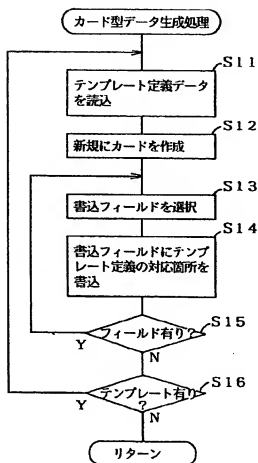 カード型データ生成処理
S11
テンプレート定義データ
を読込
S12
新規にカードを作成
S13
書込フィールドを選択
S14
書込フィールドにテンプ
レート定義の対応箇所を
書込
S15
フィールド有り?
Y
N
S16
テンプレート有り
?
Y
N
リターン